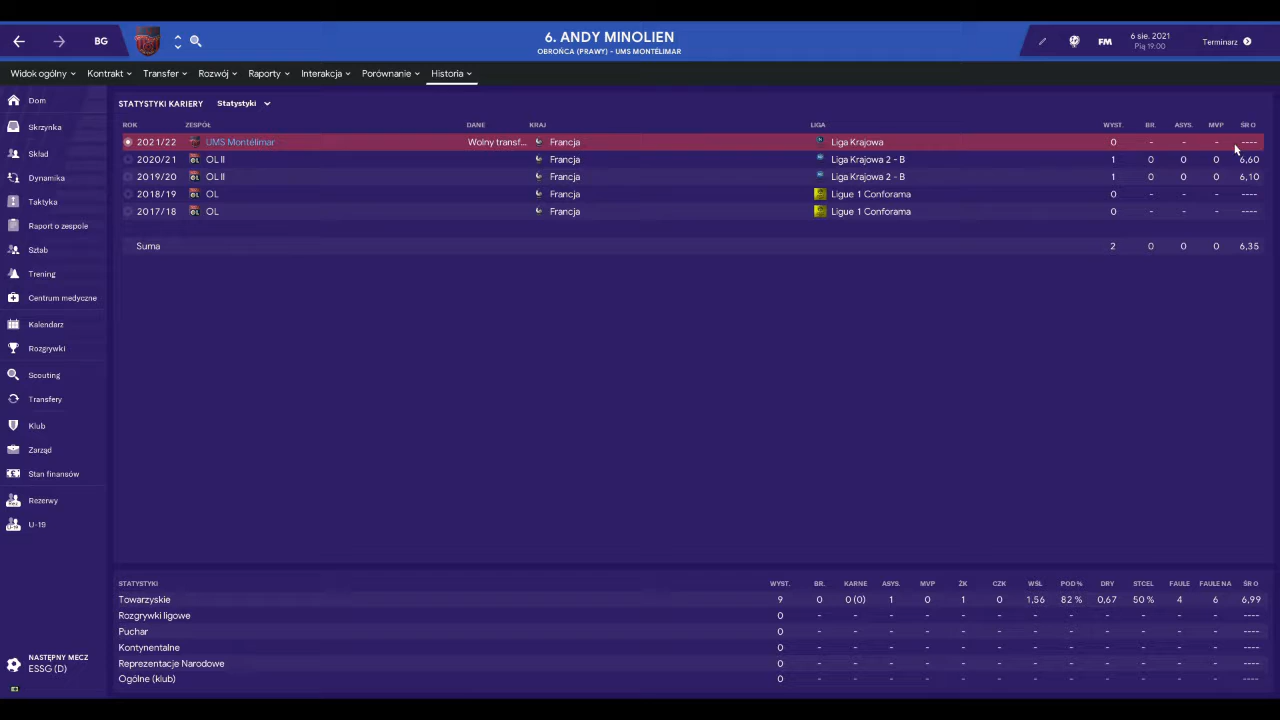 BG
6. ANDY MINOLIEN
OBROŃCA (PRAWY) - UMS MONTÉLIMAR
FM
6 sie. 2021
Pią 19:00
Terminarz
Widok ogólny Kontrakt Transfer Rozwój Raporty Interakcja Porównanie Historia
Dom
Skrzynka
Skład
Dynamika
Taktyka
Raport o zespole
Sztab
Trening
Centrum medyczne
Kalendarz
Rozgrywki
Scouting
Transfery
Klub
Zarząd
Stan finansów
Rezerwy
U-19
NASTĘPNY MECZ
ESSG (D)
STATYSTYKI KARIERY Statystyki
ROK ZESPÓŁ DANE KRAJ LIGA WYST. BR. ASYS. MVP ŚR O
2021/22 UMS Montélimar Wolny transf... Francja Liga Krajowa 0 - - - ----
2020/21 OL II Francja Liga Krajowa 2 - B 1 0 0 0 6,60
2019/20 OL II Francja Liga Krajowa 2 - B 1 0 0 0 6,10
2018/19 OL Francja Ligue 1 Conforama 0 - - - ----
2017/18 OL Francja Ligue 1 Conforama 0 - - - ----
Suma 2 0 0 0 6,35
STATYSTYKI WYST. BR. KARNE ASYS. MVP ŻK CZK WŚL POD % DRY STCEL FAULE FAULE NA ŚR O
Towarzyskie 9 0 0 (0) 1 0 1 0 1,56 82 % 0,67 50 % 4 6 6,99
Rozgrywki ligowe 0 - - - - - - - - - - - - ----
Puchar 0 - - - - - - - - - - - - ----
Kontynentalne 0 - - - - - - - - - - - - ----
Reprezentacje Narodowe 0 - - - - - - - - - - - - ----
Ogólne (klub) 0 - - - - - - - - - - - - ----